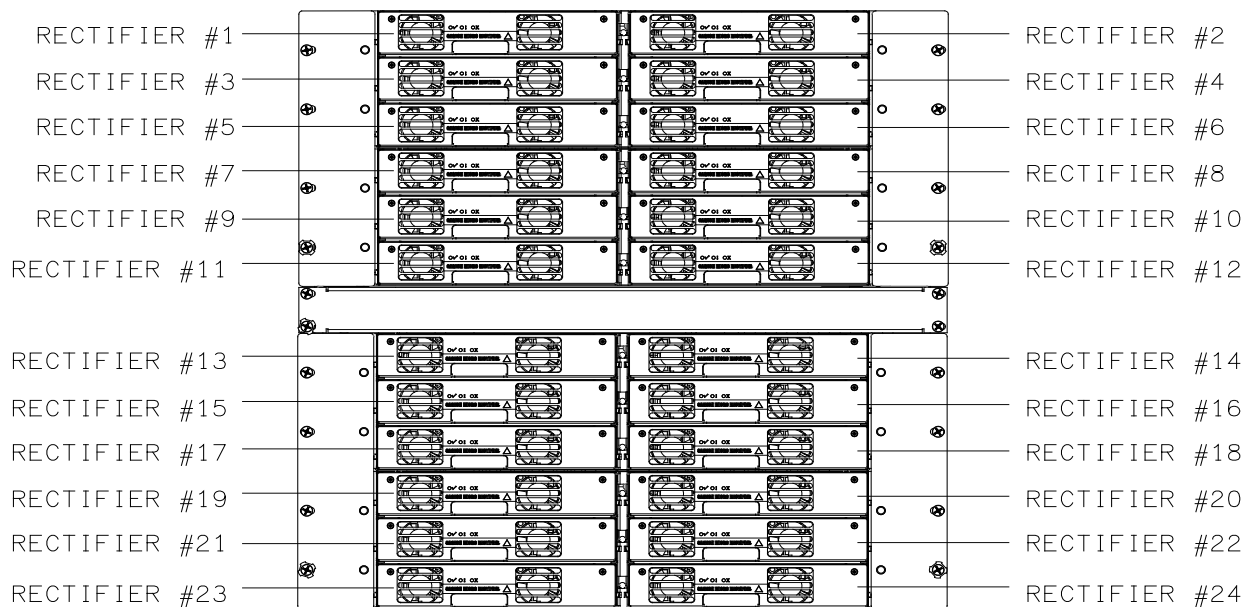 RECTIFIER #1
RECTIFIER #2
RECTIFIER #3
RECTIFIER #4
RECTIFIER #5
RECTIFIER #6
RECTIFIER #7
RECTIFIER #8
RECTIFIER #9
RECTIFIER #10
RECTIFIER #11
RECTIFIER #12
RECTIFIER #13
RECTIFIER #14
RECTIFIER #15
RECTIFIER #16
RECTIFIER #17
RECTIFIER #18
RECTIFIER #19
RECTIFIER #20
RECTIFIER #21
RECTIFIER #22
RECTIFIER #23
RECTIFIER #24